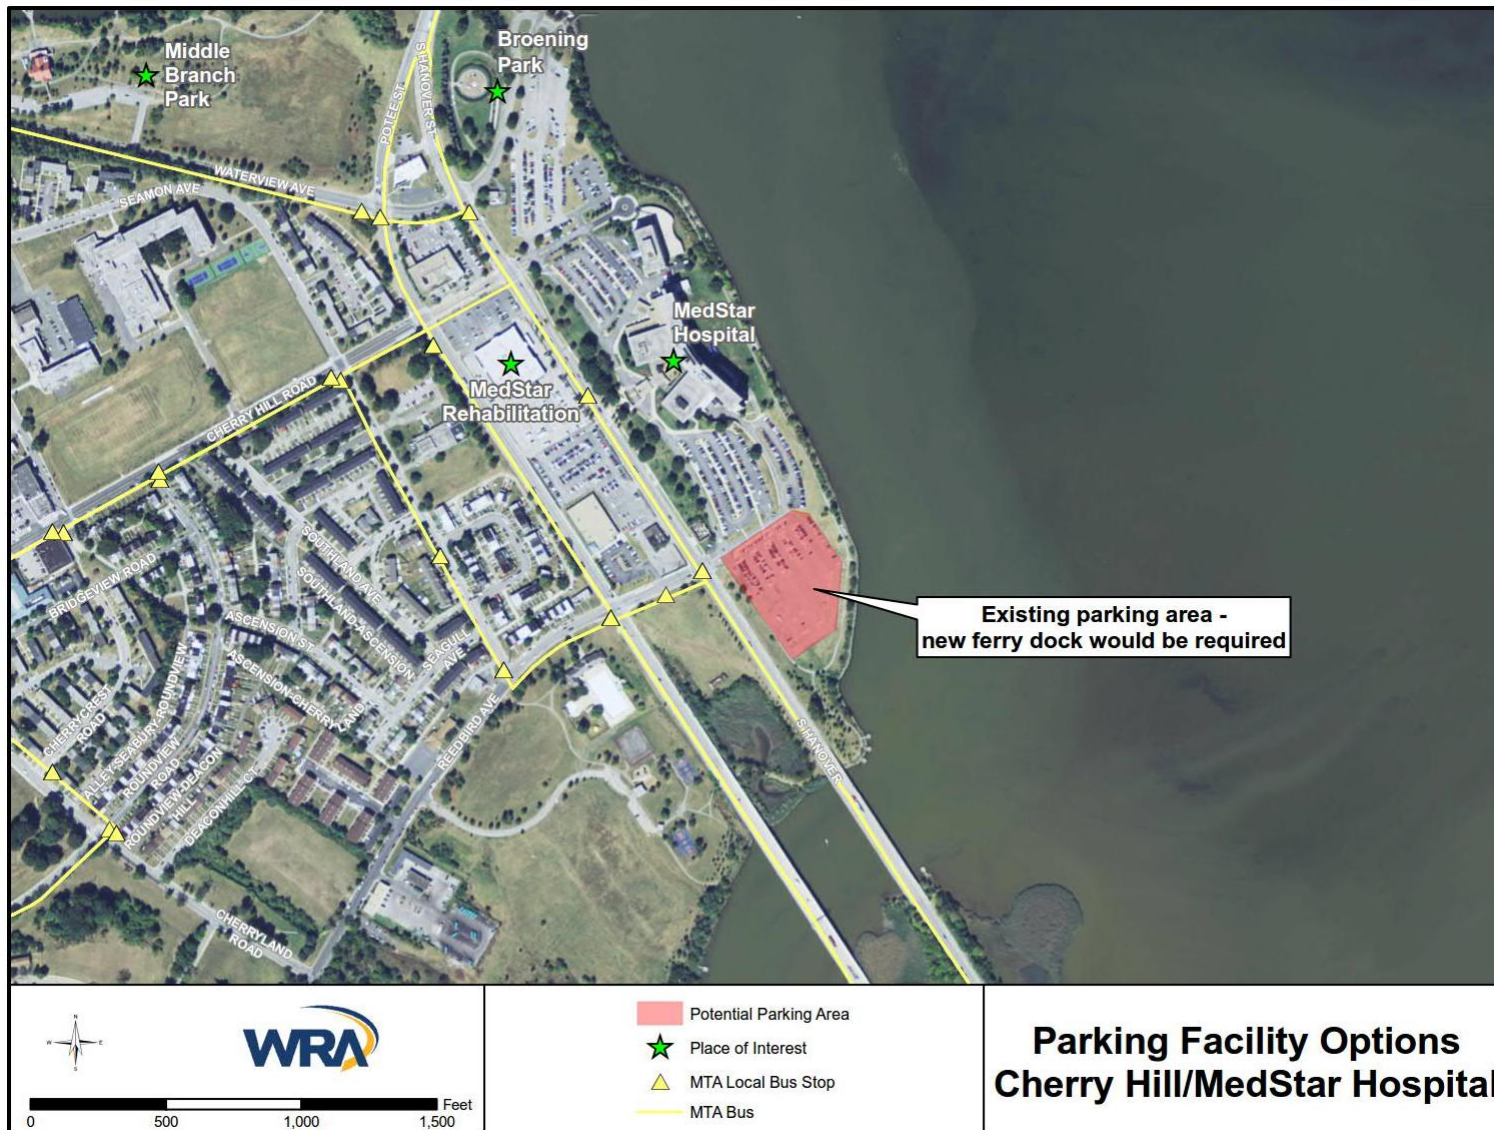 Middle
Branch
Park
Broening
Park
S HANOVER ST
POTEE ST
WATERVIEW AVE
SEAMON AVE
MedStar
Hospital
MedStar
Rehabilitation
CHERRY HILL ROAD
BRIDGEVIEW ROAD
SOUTHLAND AVE
SOUTHLAND-ASCENSION
ASCENSION ST
ASCENSION-CHERRY LAND
SEAGULL
AVE
REEDBIRD AVE
CHERRYCREST
ROAD
ALLEY-SEABURY-ROUNDVIEW
ROUNDVIEW
ROAD
ROUNDVIEW-DEACON
HILL
DEACONHILL CT
CHERRYLAND
ROAD
S HANOVER
Existing parking area -
new ferry dock would be required
N
W E
S
WRA
Feet
0 500 1,000 1,500
Potential Parking Area
Place of Interest
MTA Local Bus Stop
MTA Bus
Parking Facility Options
Cherry Hill/MedStar Hospital